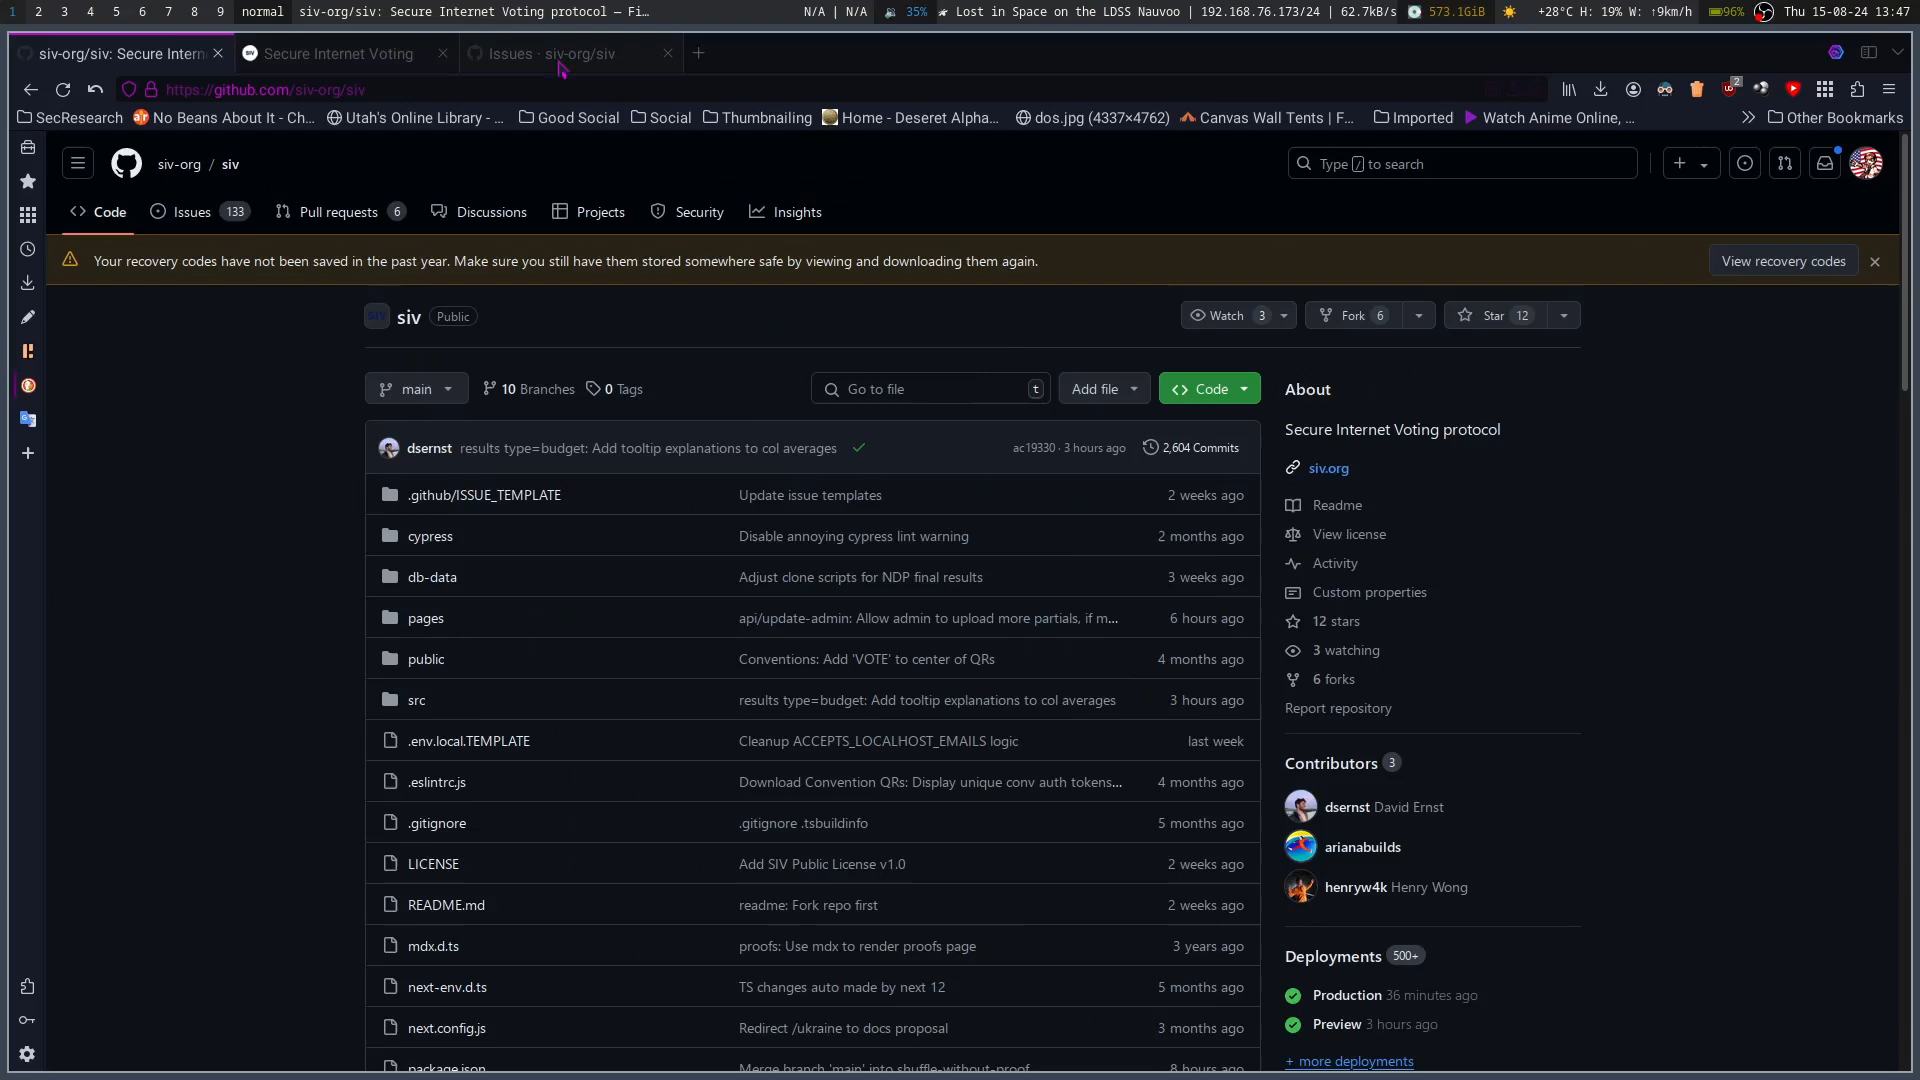 1 2 3 4 5 6 7 8 9 normal siv-org/siv: Secure Internet Voting protocol — Fi… N/A | N/A 35% Lost in Space on the LDSS Nauvoo | 192.168.76.173/24 | 62.7kB/s 573.1GiB +28°C H: 19% W: ↑9km/h 96% Thu 15-08-24 13:47
siv-org/siv: Secure Intern Secure Internet Voting Issues · siv-org/siv
https://github.com/siv-org/siv 2
SecResearch No Beans About It - Ch… Utah's Online Library - … Good Social Social Thumbnailing Home - Deseret Alpha… dos.jpg (4337×4762) Canvas Wall Tents | F… Imported Watch Anime Online, … Other Bookmarks
siv-org / siv Type / to search
Code Issues 133 Pull requests 6 Discussions Projects Security Insights
Your recovery codes have not been saved in the past year. Make sure you still have them stored somewhere safe by viewing and downloading them again. View recovery codes
SIV siv Public Watch 3 Fork 6 Star 12
main 10 Branches 0 Tags Go to file t Add file Code
About
Secure Internet Voting protocol
siv.org
Readme
View license
Activity
Custom properties
12 stars
3 watching
6 forks
Report repository
dsernst results type=budget: Add tooltip explanations to col averages ac19330 · 3 hours ago 2,604 Commits
.github/ISSUE_TEMPLATE Update issue templates 2 weeks ago
cypress Disable annoying cypress lint warning 2 months ago
db-data Adjust clone scripts for NDP final results 3 weeks ago
pages api/update-admin: Allow admin to upload more partials, if m… 6 hours ago
public Conventions: Add 'VOTE' to center of QRs 4 months ago
src results type=budget: Add tooltip explanations to col averages 3 hours ago
.env.local.TEMPLATE Cleanup ACCEPTS_LOCALHOST_EMAILS logic last week
.eslintrc.js Download Convention QRs: Display unique conv auth tokens… 4 months ago
.gitignore .gitignore .tsbuildinfo 5 months ago
LICENSE Add SIV Public License v1.0 2 weeks ago
README.md readme: Fork repo first 2 weeks ago
mdx.d.ts proofs: Use mdx to render proofs page 3 years ago
next-env.d.ts TS changes auto made by next 12 5 months ago
next.config.js Redirect /ukraine to docs proposal 3 months ago
package.json Merge branch 'main' into shuffle-without-proof 8 hours ago
Contributors 3
dsernst David Ernst
arianabuilds
henryw4k Henry Wong
Deployments 500+
Production 36 minutes ago
Preview 3 hours ago
+ more deployments